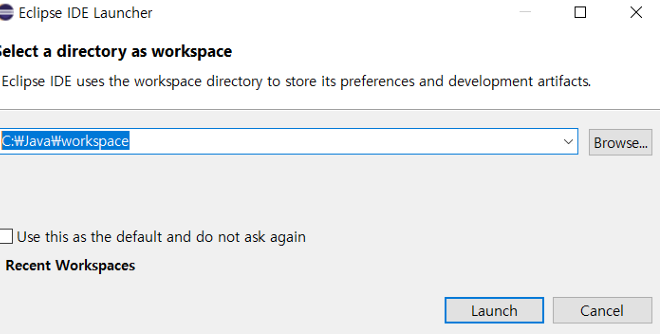 Eclipse IDE Launcher
Select a directory as workspace
Eclipse IDE uses the workspace directory to store its preferences and development artifacts.
C:₩Java₩workspace
Browse...
Use this as the default and do not ask again
Recent Workspaces
Launch
Cancel